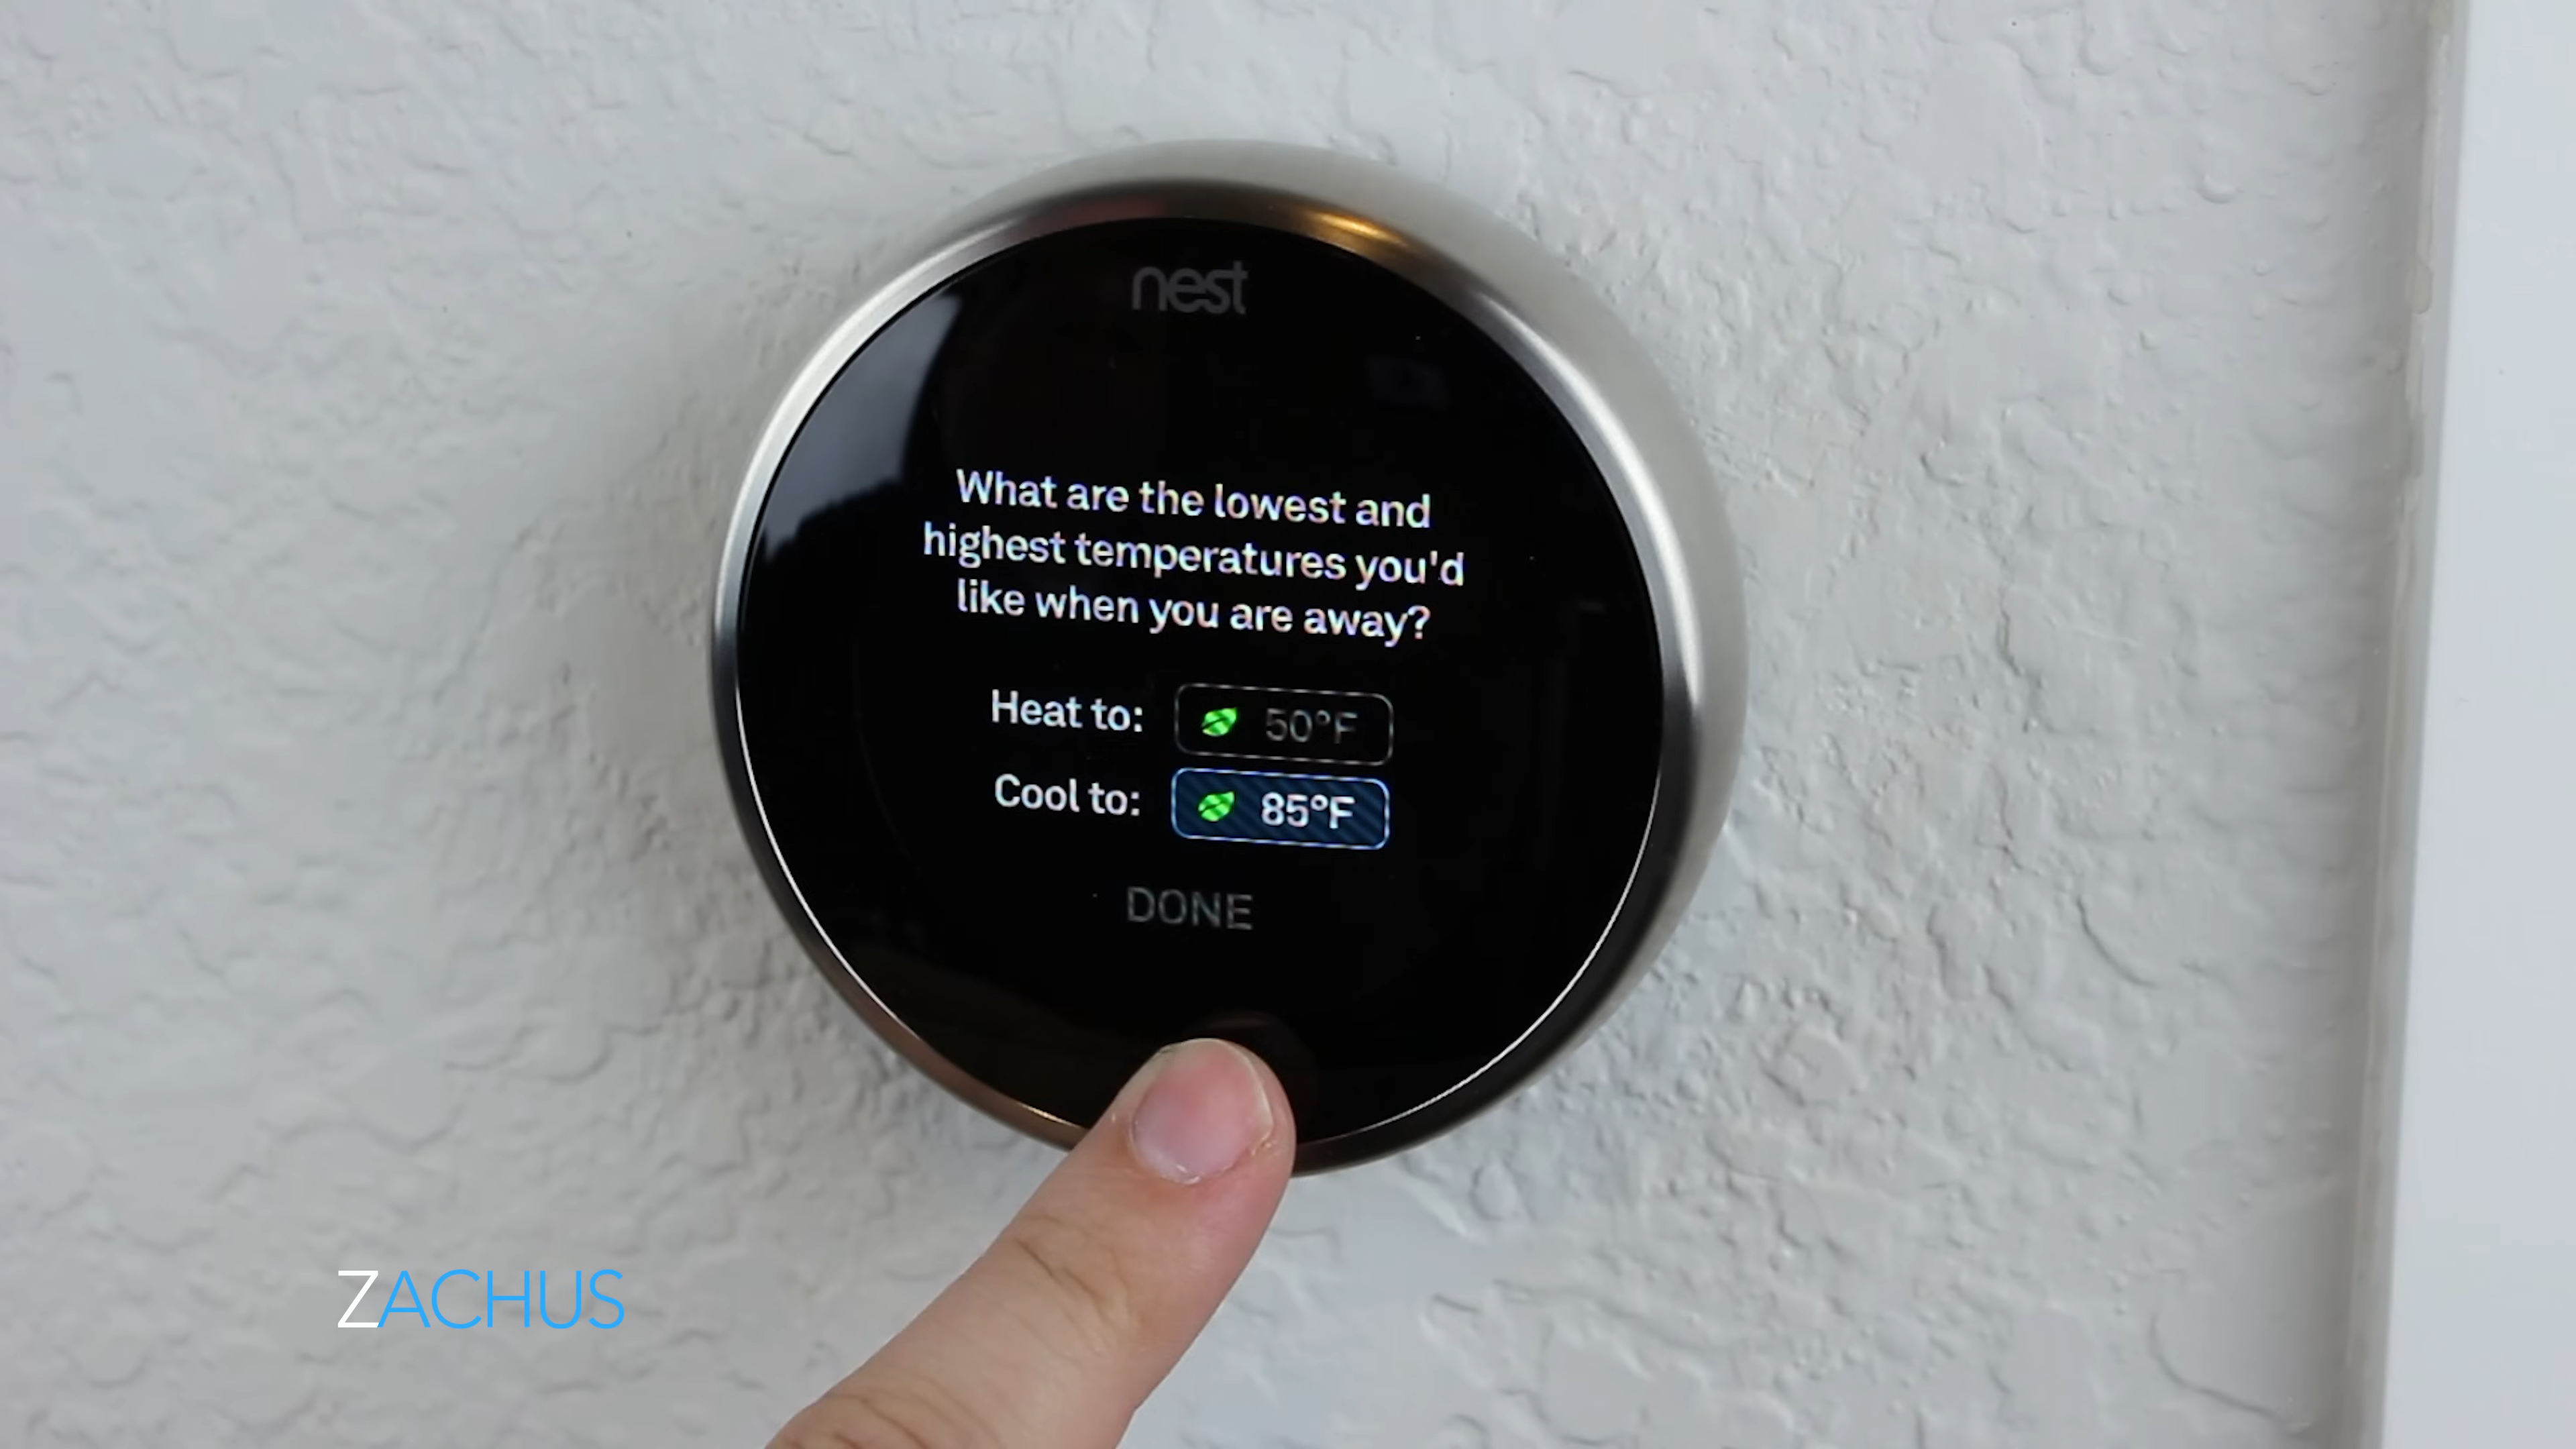 nest
What are the lowest and
highest temperatures you'd
like when you are away?
Heat to: 50°F
Cool to: 85°F
DONE
ZACHUS